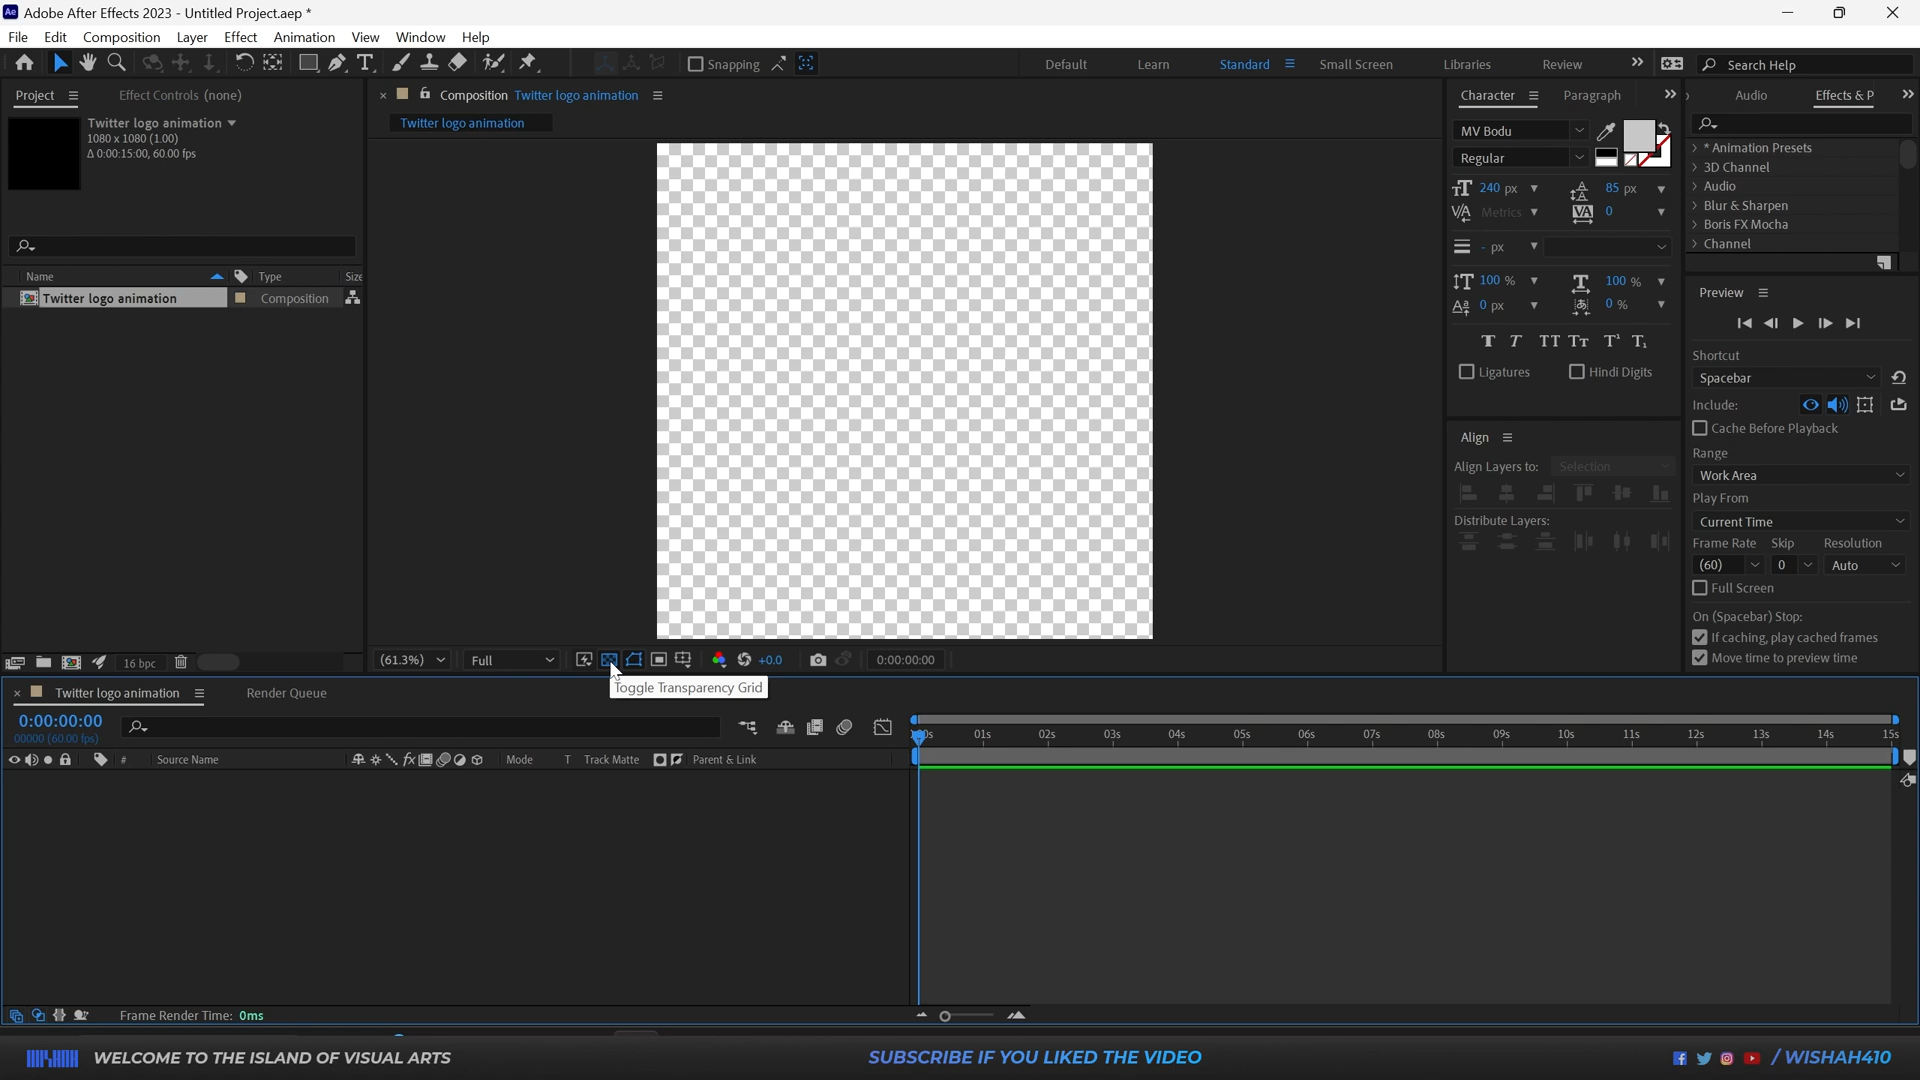 Adobe After Effects 2023 - Untitled Project.aep *
File Edit Composition Layer Effect Animation View Window Help
Snapping Default Learn Standard Small Screen Libraries Review Search Help
Project Effect Controls (none)
Twitter logo animation
1080 x 1080 (1.00)
Δ 0:00:15:00, 60.00 fps
Name Type Size
Twitter logo animation Composition
16 bpc
Composition Twitter logo animation
Twitter logo animation
(61.3%) Full +0.0 0:00:00:00
Toggle Transparency Grid
Character Paragraph
MV Bodu
Regular
240 px 85 px
Metrics 0
- px
100 % 100 %
0 px 0 %
T T TT Tt T¹ T₁
Ligatures Hindi Digits
Align
Align Layers to: Selection
Distribute Layers:
Audio Effects & P
* Animation Presets
3D Channel
Audio
Blur & Sharpen
Boris FX Mocha
Channel
Preview
Shortcut
Spacebar
Include:
Cache Before Playback
Range
Work Area
Play From
Current Time
Frame Rate Skip Resolution
(60) 0 Auto
Full Screen
On (Spacebar) Stop:
If caching, play cached frames
Move time to preview time
Twitter logo animation Render Queue
0:00:00:00
00000 (60.00 fps)
01s 02s 03s 04s 05s 06s 07s 08s 09s 10s 11s 12s 13s 14s 15s
# Source Name Mode T Track Matte Parent & Link
Frame Render Time: 0ms
WELCOME TO THE ISLAND OF VISUAL ARTS SUBSCRIBE IF YOU LIKED THE VIDEO / WISHAH410